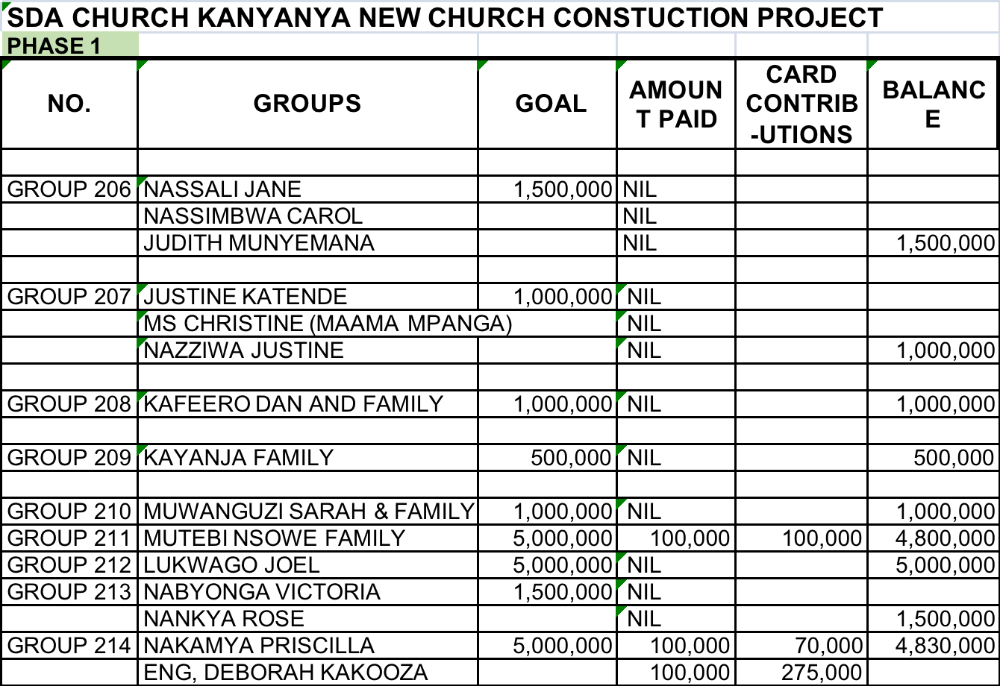 SDA CHURCH KANYANYA NEW CHURCH CONSTUCTION PROJECT
PHASE 1
NO. GROUPS GOAL AMOUN T PAID CARD CONTRIB -UTIONS BALANC E
GROUP 206 NASSALI JANE 1,500,000 NIL
NASSIMBWA CAROL NIL
JUDITH MUNYEMANA NIL 1,500,000
GROUP 207 JUSTINE KATENDE 1,000,000 NIL
MS CHRISTINE (MAAMA MPANGA) NIL
NAZZIWA JUSTINE NIL 1,000,000
GROUP 208 KAFEERO DAN AND FAMILY 1,000,000 NIL 1,000,000
GROUP 209 KAYANJA FAMILY 500,000 NIL 500,000
GROUP 210 MUWANGUZI SARAH & FAMILY 1,000,000 NIL 1,000,000
GROUP 211 MUTEBI NSOWE FAMILY 5,000,000 100,000 100,000 4,800,000
GROUP 212 LUKWAGO JOEL 5,000,000 NIL 5,000,000
GROUP 213 NABYONGA VICTORIA 1,500,000 NIL
NANKYA ROSE NIL 1,500,000
GROUP 214 NAKAMYA PRISCILLA 5,000,000 100,000 70,000 4,830,000
ENG, DEBORAH KAKOOZA 100,000 275,000